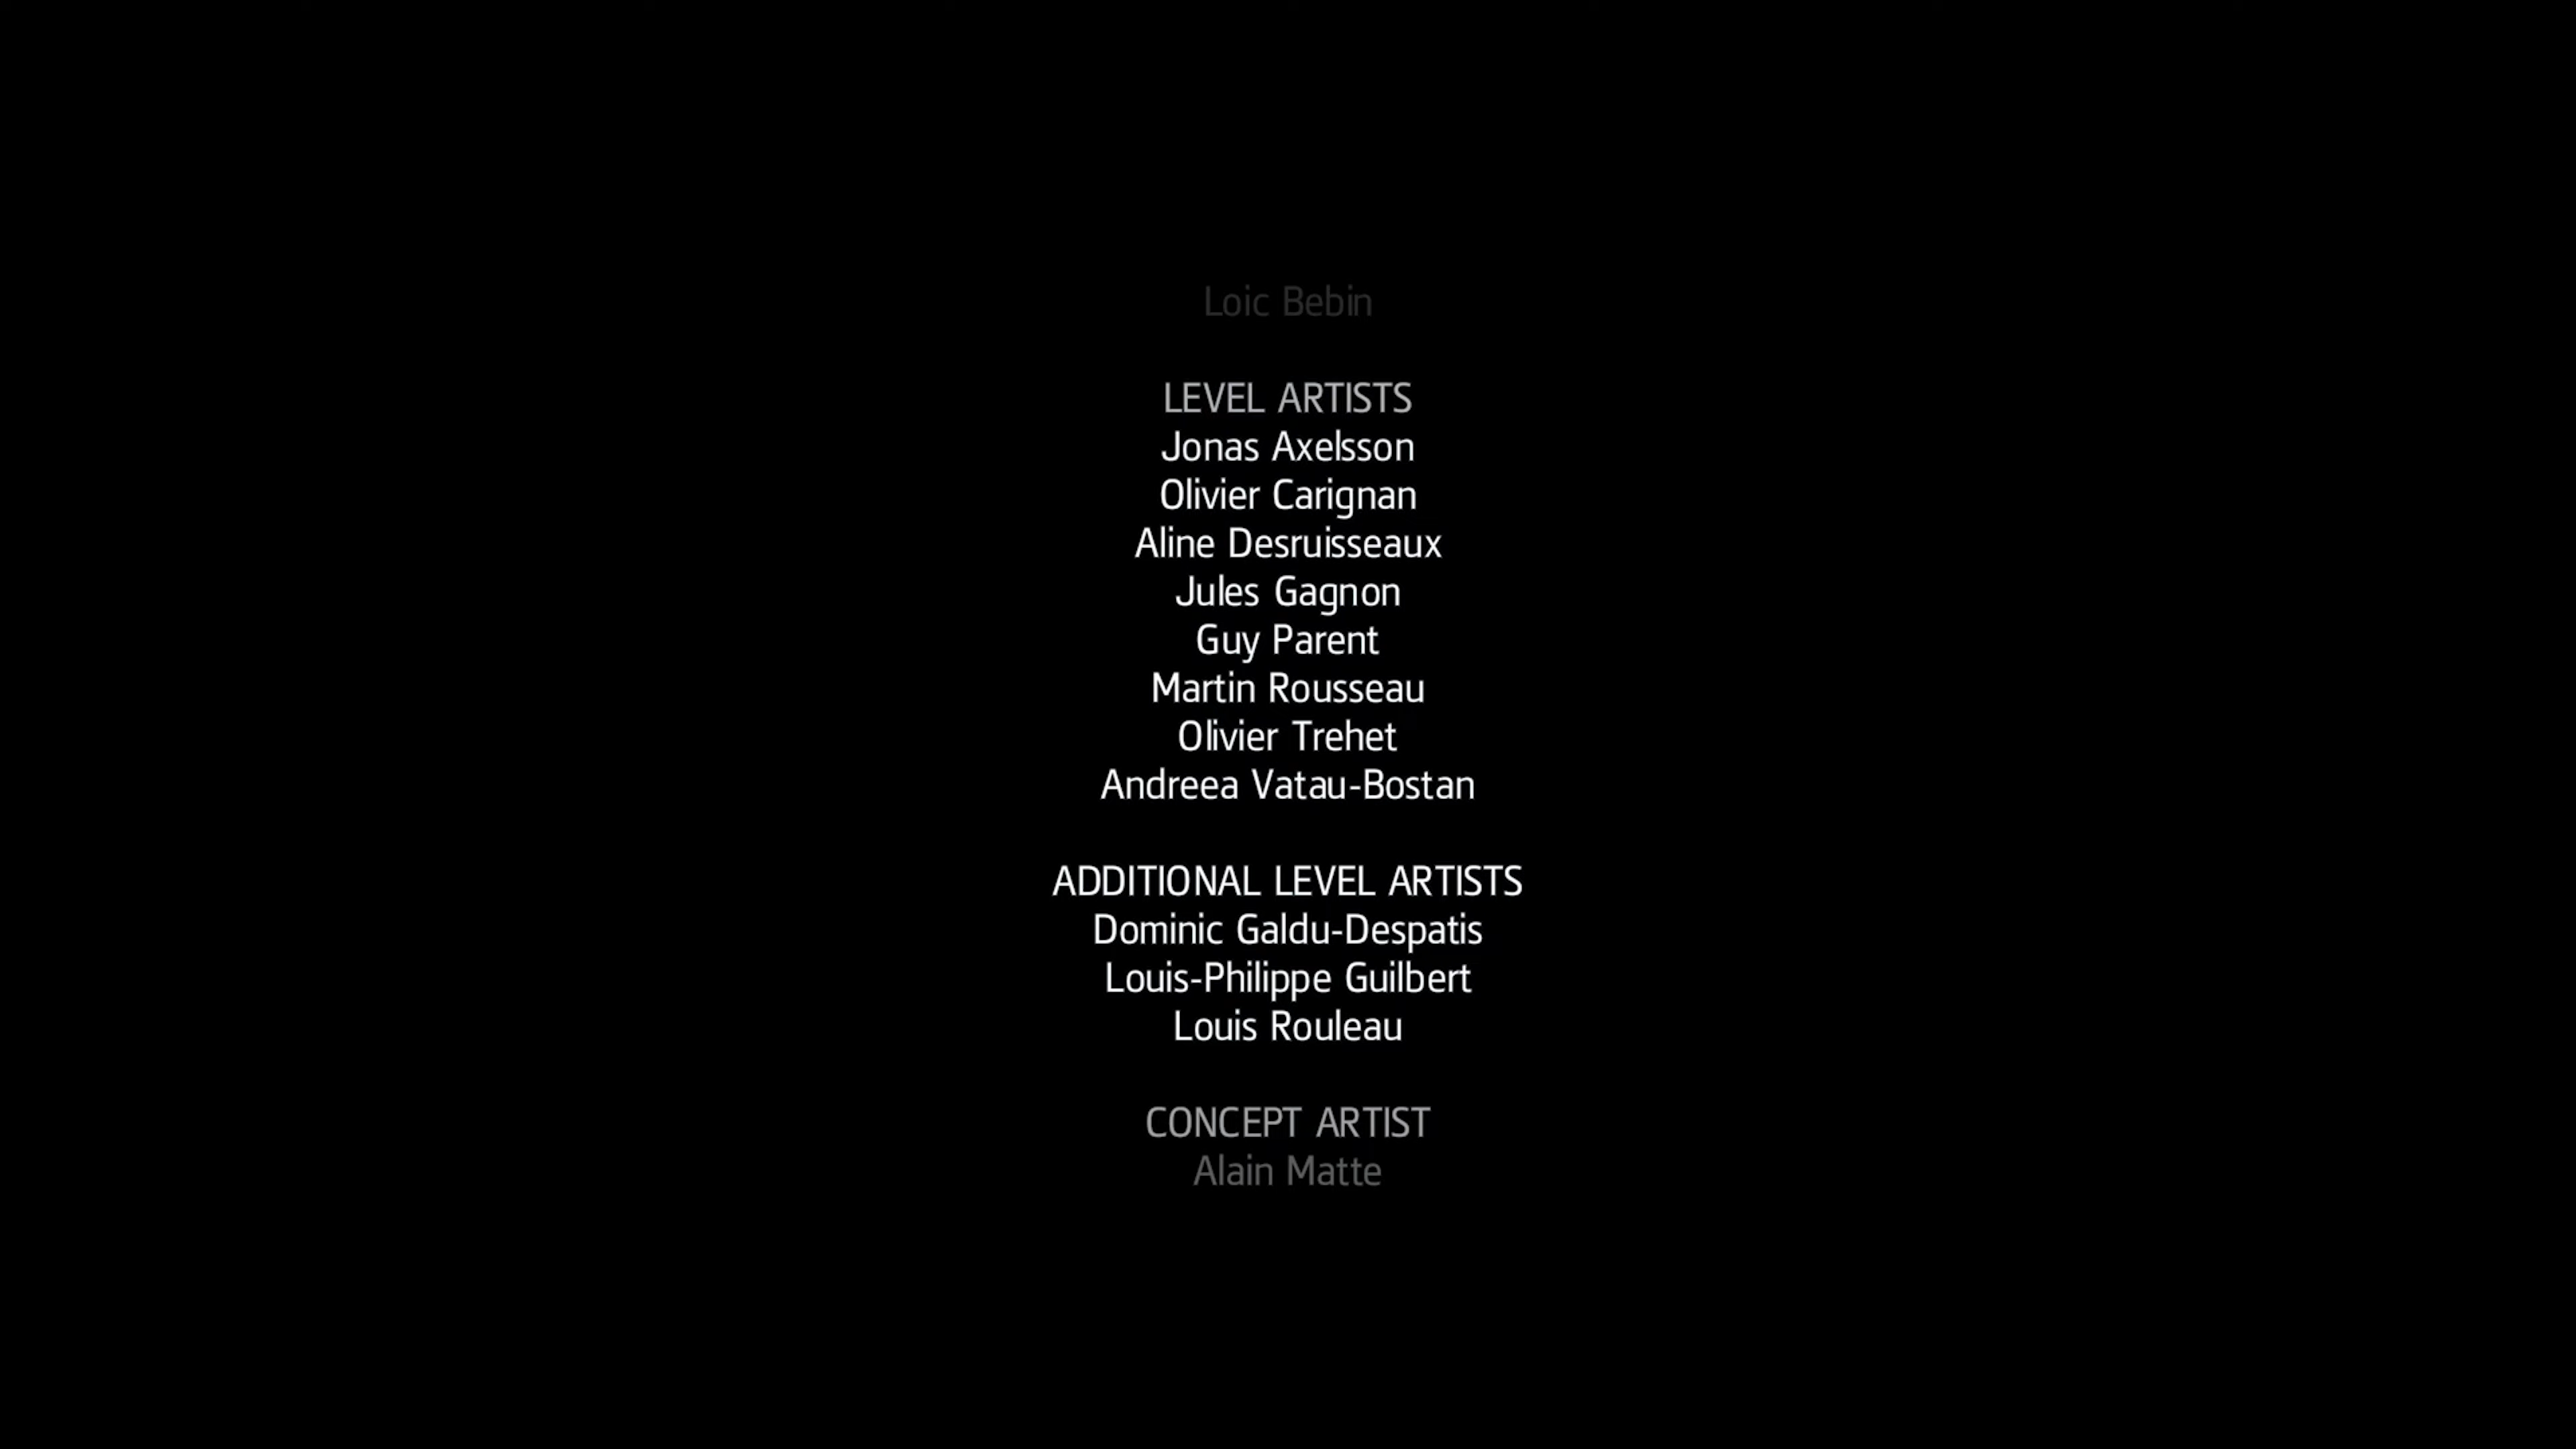 Loic Bebin
LEVEL ARTISTS
Jonas Axelsson
Olivier Carignan
Aline Desruisseaux
Jules Gagnon
Guy Parent
Martin Rousseau
Olivier Trehet
Andreea Vatau-Bostan
ADDITIONAL LEVEL ARTISTS
Dominic Galdu-Despatis
Louis-Philippe Guilbert
Louis Rouleau
CONCEPT ARTIST
Alain Matte